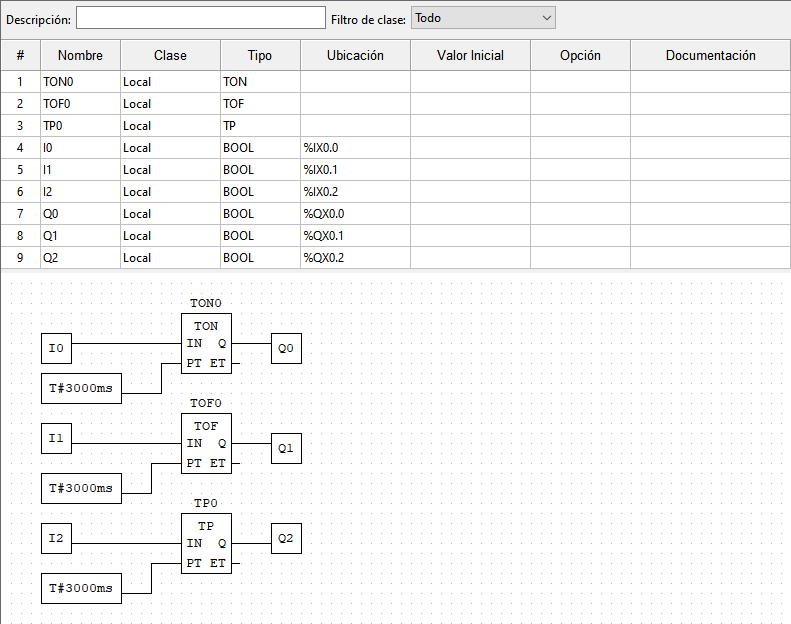 Descripción: Filtro de clase: Todo
# Nombre Clase Tipo Ubicación Valor Inicial Opción Documentación
1 TON0 Local TON
2 TOF0 Local TOF
3 TP0 Local TP
4 I0 Local BOOL %IX0.0
5 I1 Local BOOL %IX0.1
6 I2 Local BOOL %IX0.2
7 Q0 Local BOOL %QX0.0
8 Q1 Local BOOL %QX0.1
9 Q2 Local BOOL %QX0.2
TON0
TON
I0 IN Q Q0
PT ET
T#3000ms
TOF0
TOF
I1 IN Q Q1
PT ET
T#3000ms
TP0
TP
I2 IN Q Q2
PT ET
T#3000ms